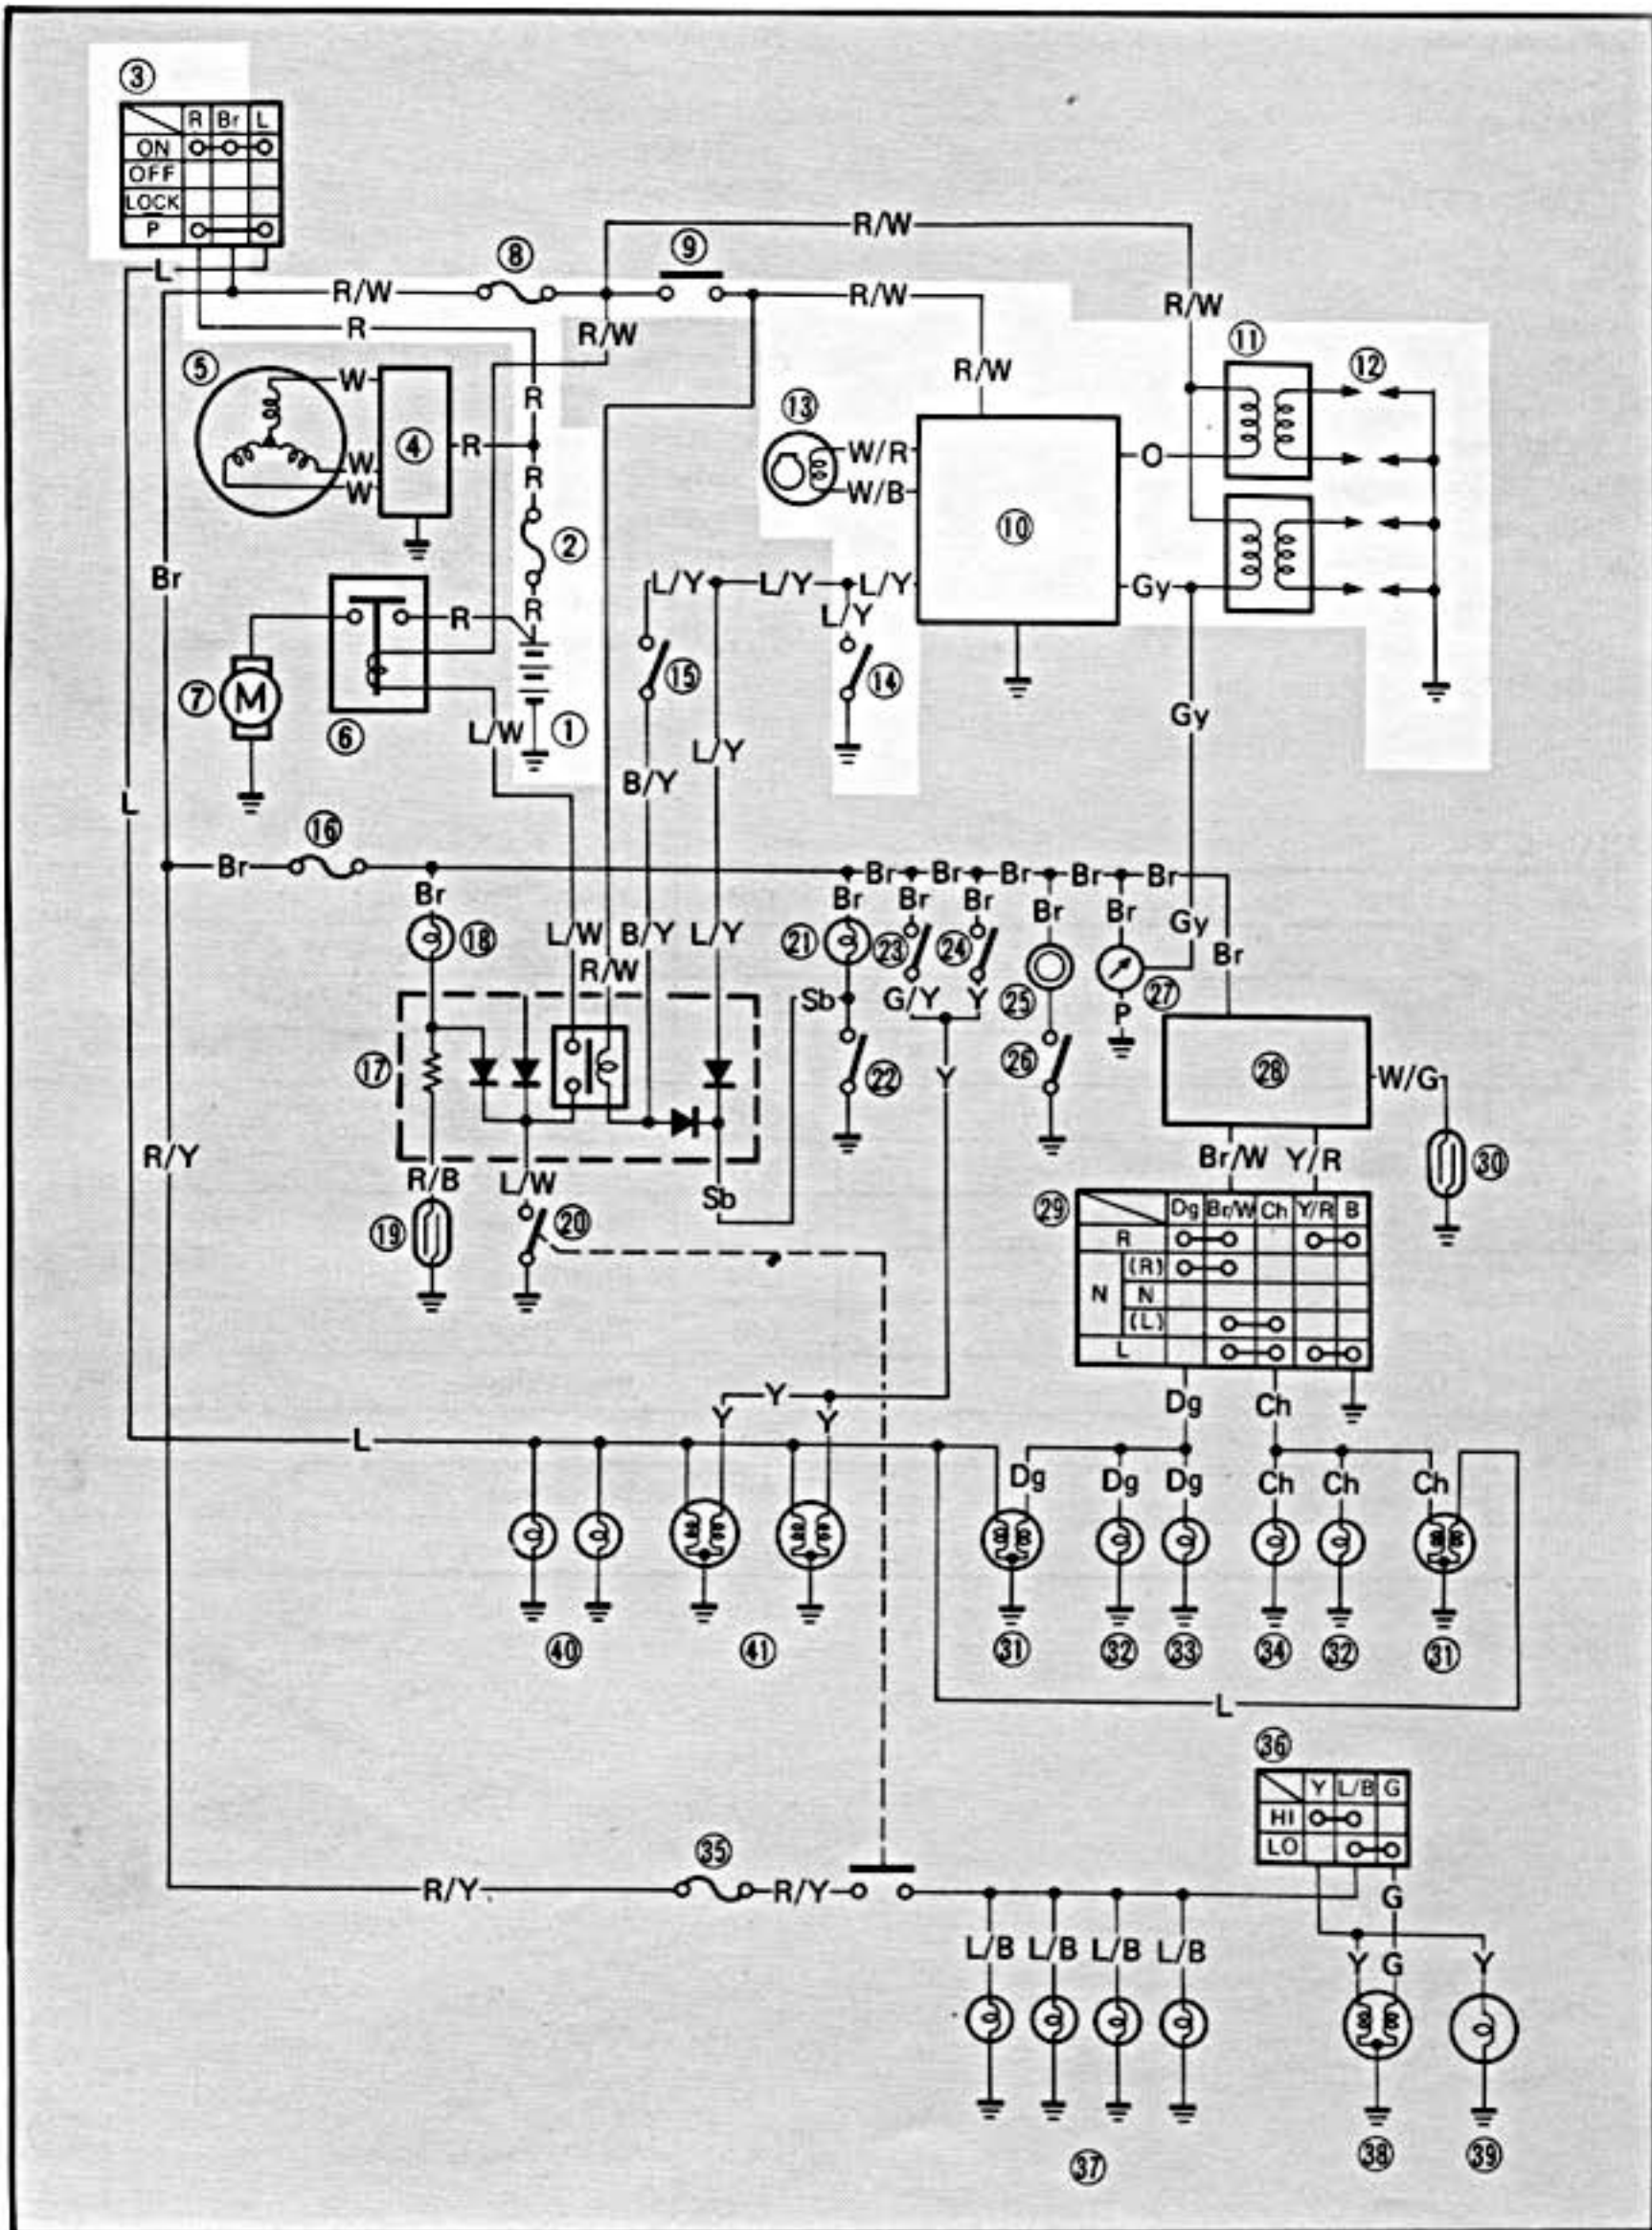 ③
R Br L
ON
OFF
LOCK
P
L
R/W
⑧
⑨
R/W
R/W
R/W
R
R/W
R/W
⑤
W
W
W
④
R
R
R
②
R
⑬
W/R
W/B
⑩
O
⑪
⑫
Br
L/Y
L/Y
L/Y
L/Y
Gy
R
⑮
⑭
⑦
M
⑥
L/W
①
L/Y
B/Y
Gy
L
⑯
Br
Br
Br
Br
Br
Br
Br
Br
Br
Br
Br
Br
Br
Gy
Br
⑱
L/W
B/Y
L/Y
R/W
㉑
㉓
㉔
Sb
G/Y
Y
㉕
㉗
P
⑰
㉒
Y
㉖
㉘
W/G
R/Y
R/B
L/W
Sb
Br/W
Y/R
㉚
⑲
⑳
㉙
Dg Br/W Ch Y/R B
R
N
(R)
N
(L)
L
Dg
Ch
Y
Y
Y
L
Dg
Dg
Dg
Ch
Ch
Ch
㊵
㊶
㉛
㉜
㉝
㉞
㉜
㉛
L
㊱
Y L/B G
HI
LO
㉟
R/Y
R/Y
G
L/B
L/B
L/B
L/B
Y
G
Y
㊲
㊳
㊴